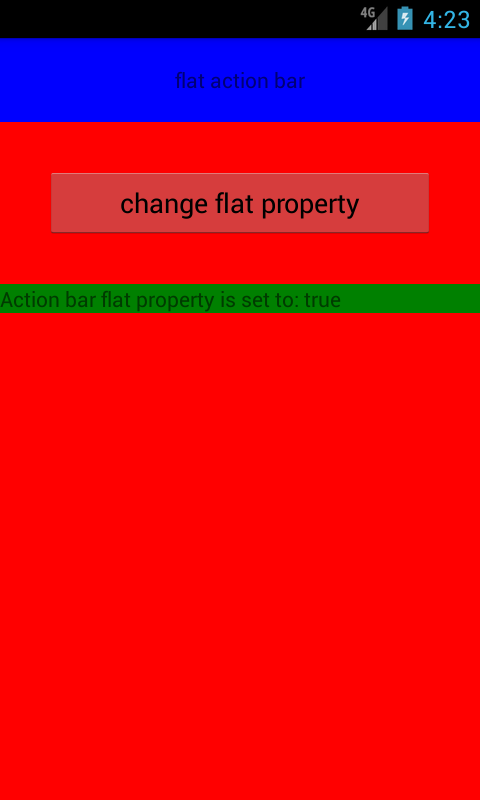 4G 4:23
flat action bar
change flat property
Action bar flat property is set to: true